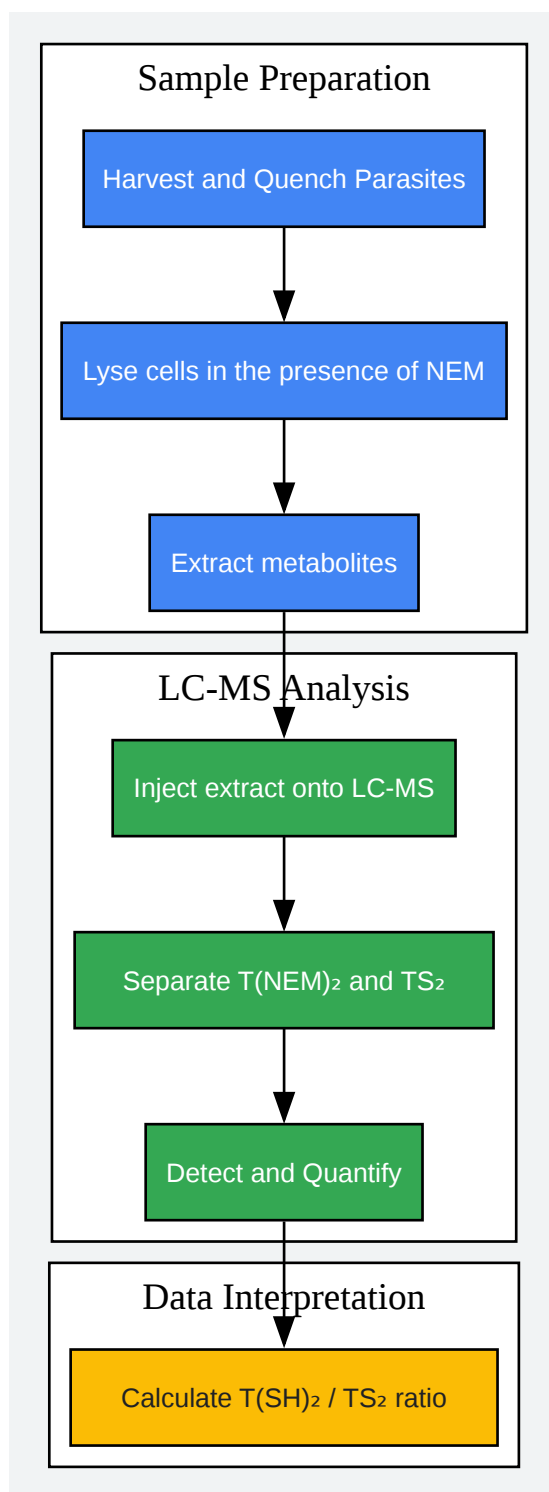 Sample Preparation
Harvest and Quench Parasites
Lyse cells in the presence of NEM
Extract metabolites
LC-MS Analysis
Inject extract onto LC-MS
Separate T(NEM)₂ and TS₂
Detect and Quantify
Data Interpretation
Calculate T(SH)₂ / TS₂ ratio